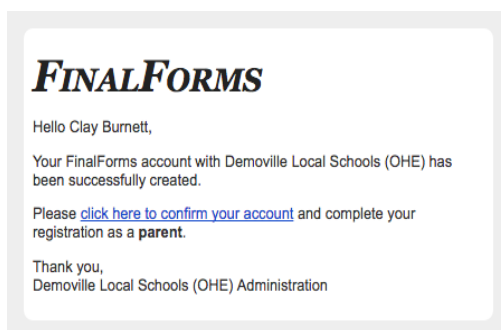 FINALFORMS
Hello Clay Burnett,
Your FinalForms account with Demoville Local Schools (OHE) has
been successfully created.
Please click here to confirm your account and complete your
registration as a parent.
Thank you,
Demoville Local Schools (OHE) Administration